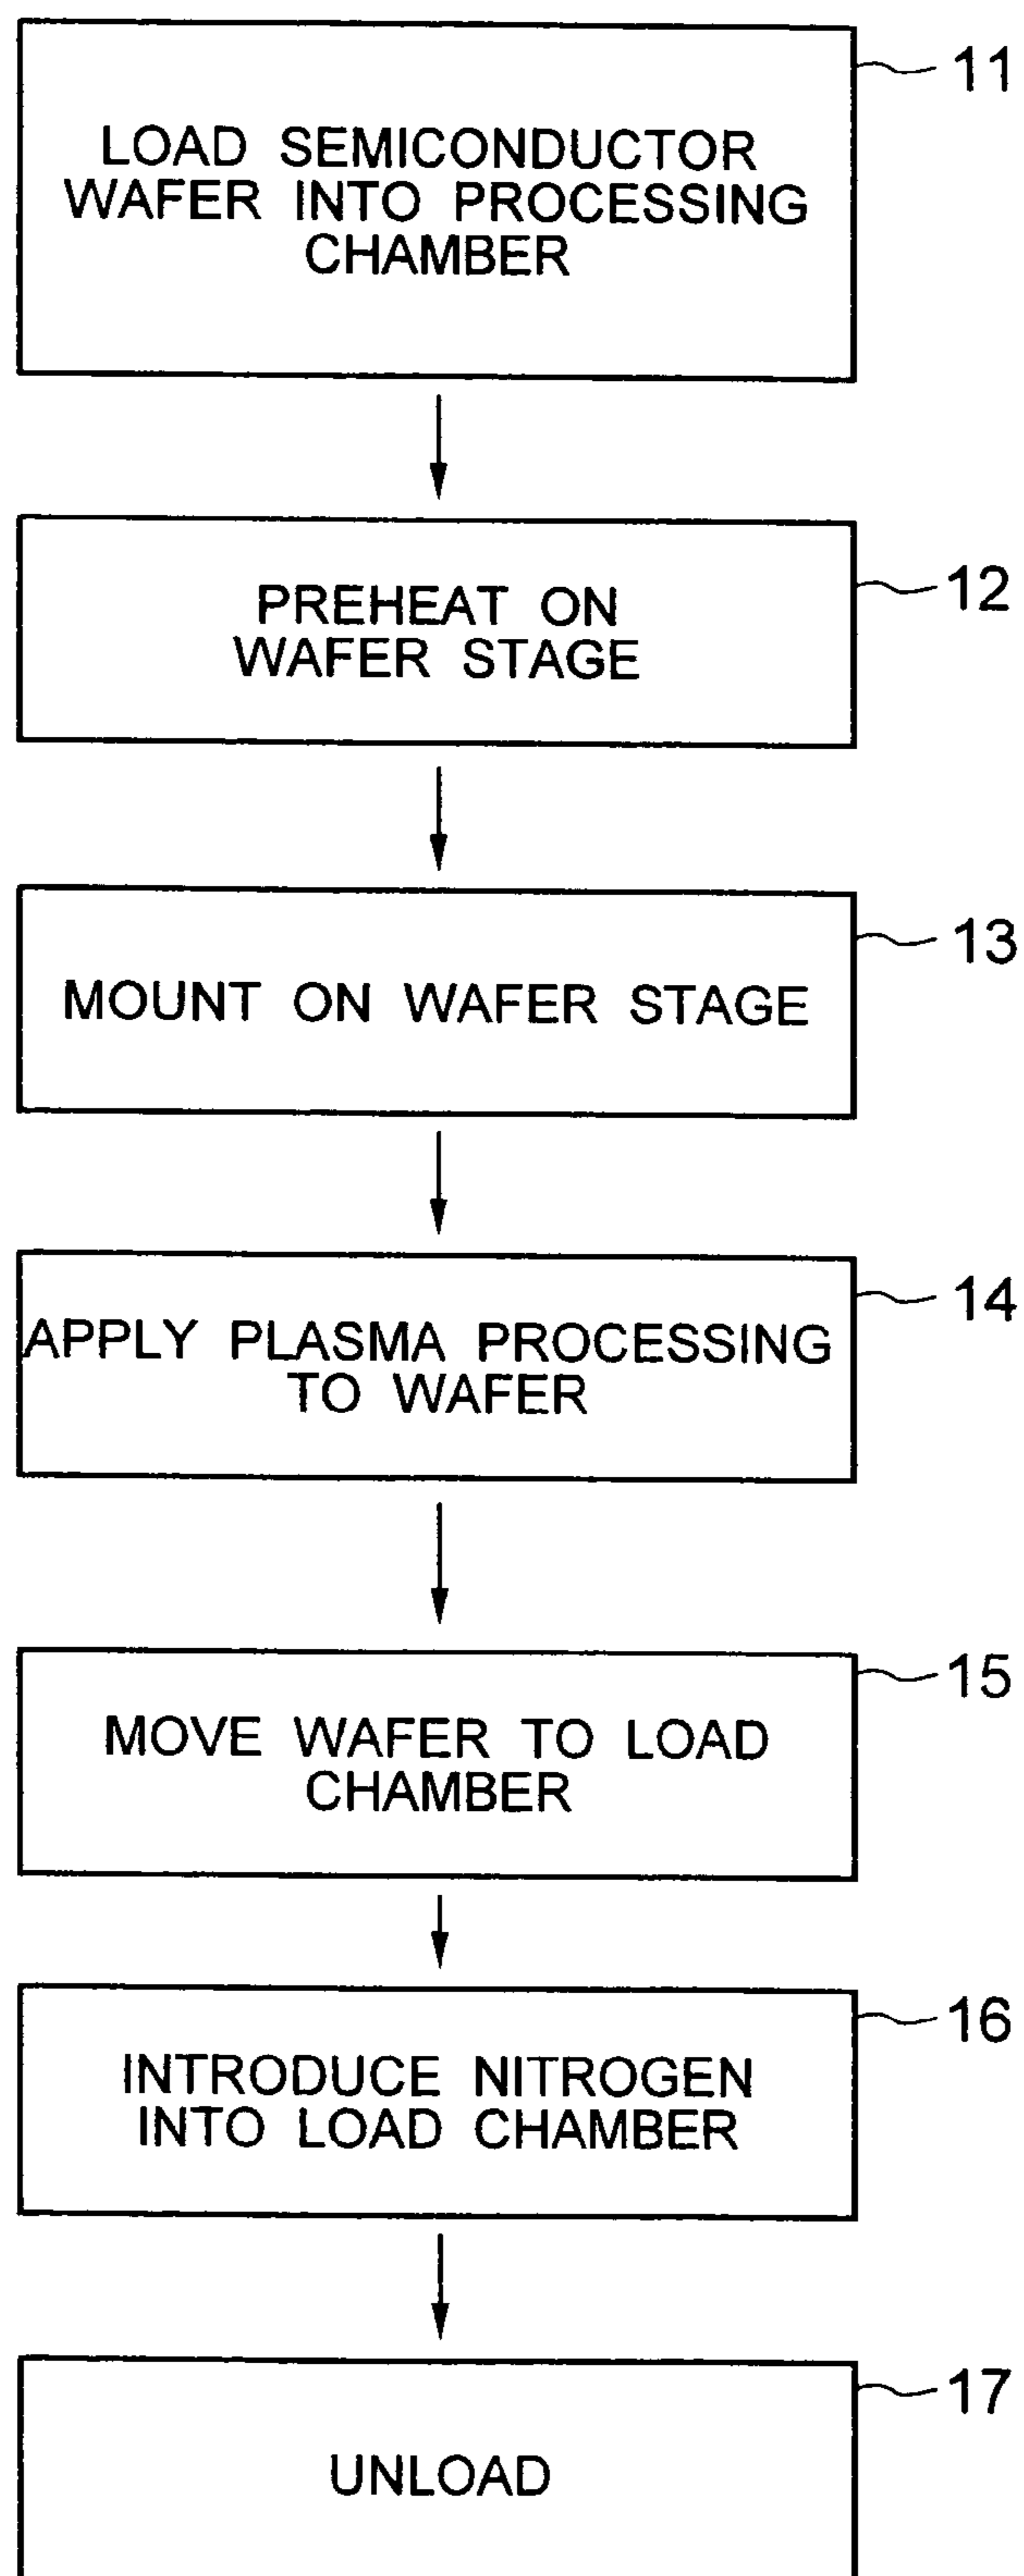 LOAD SEMICONDUCTOR
WAFER INTO PROCESSING
CHAMBER
11
PREHEAT ON
WAFER STAGE
12
MOUNT ON WAFER STAGE
13
APPLY PLASMA PROCESSING
TO WAFER
14
MOVE WAFER TO LOAD
CHAMBER
15
INTRODUCE NITROGEN
INTO LOAD CHAMBER
16
UNLOAD
17